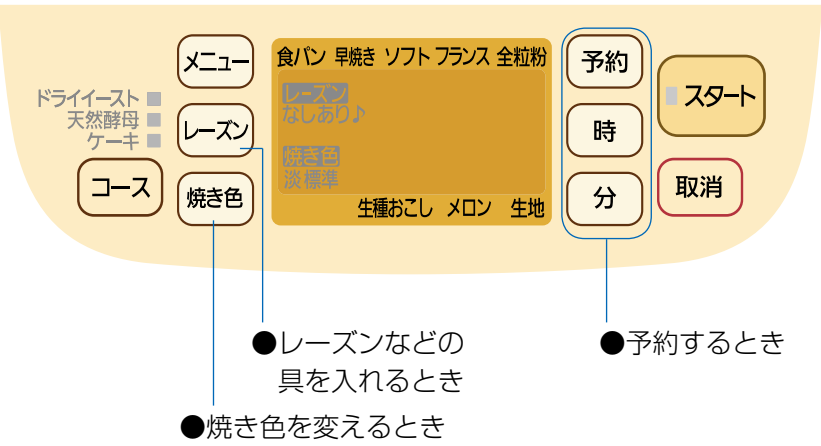 メニュー
食パン 早焼き ソフト フランス 全粒粉
予約
スタート
ドライイースト
天然酵母
ケーキ
レーズン
レーズン
なしあり♪
時
コース
焼き色
焼き色
淡 標準
生種おこし メロン 生地
分
取消
●レーズンなどの
具を入れるとき
●予約するとき
●焼き色を変えるとき